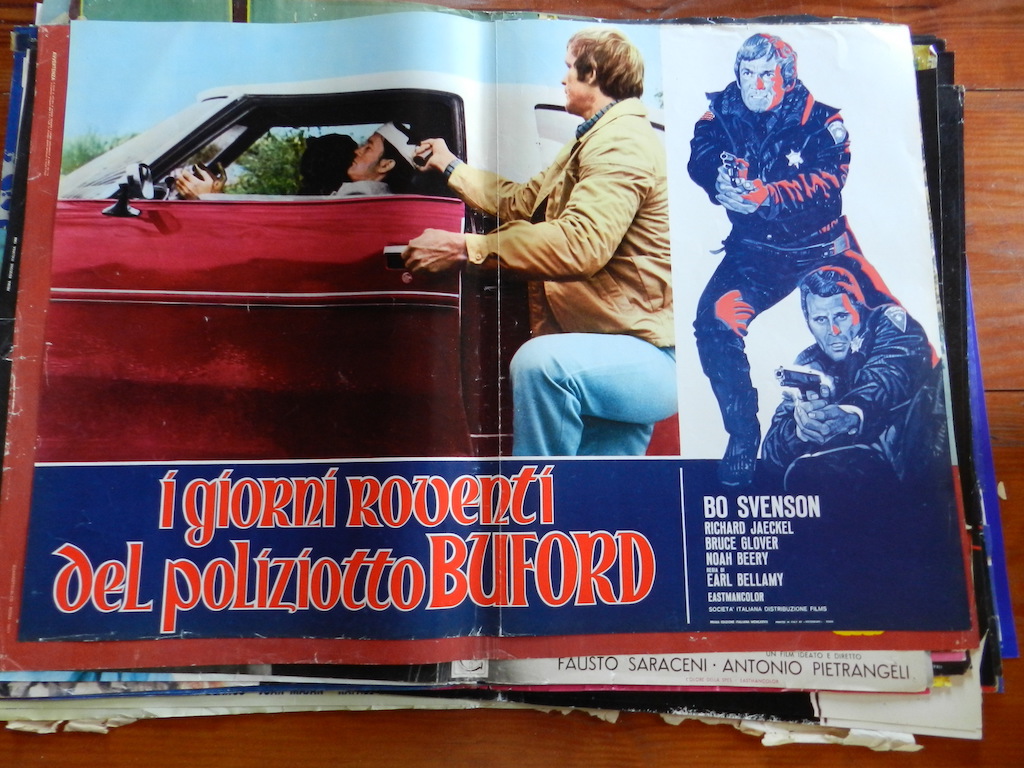 i giorni roventi
del poliziotto BUFORD
BO SVENSON
RICHARD JAECKEL
BRUCE GLOVER
NOAH BEERY
REGIA DI
EARL BELLAMY
EASTMANCOLOR
SOCIETA' ITALIANA DISTRIBUZIONE FILMS
UN FILM IDEATO E DIRETTO
FAUSTO SARACENI · ANTONIO PIETRANGELI